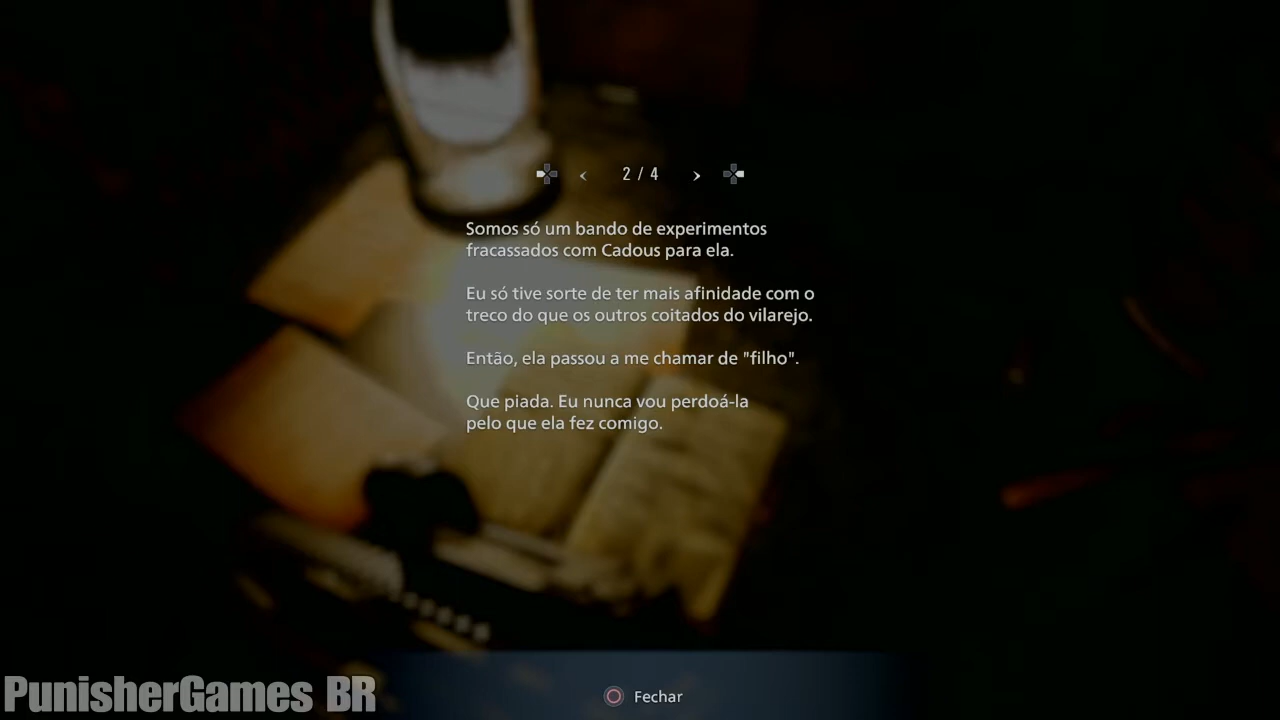 2 / 4
Somos só um bando de experimentos
fracassados com Cadous para ela.
Eu só tive sorte de ter mais afinidade com o
treco do que os outros coitados do vilarejo.
Então, ela passou a me chamar de "filho".
Que piada. Eu nunca vou perdoá-la
pelo que ela fez comigo.
Fechar
PunisherGames BR